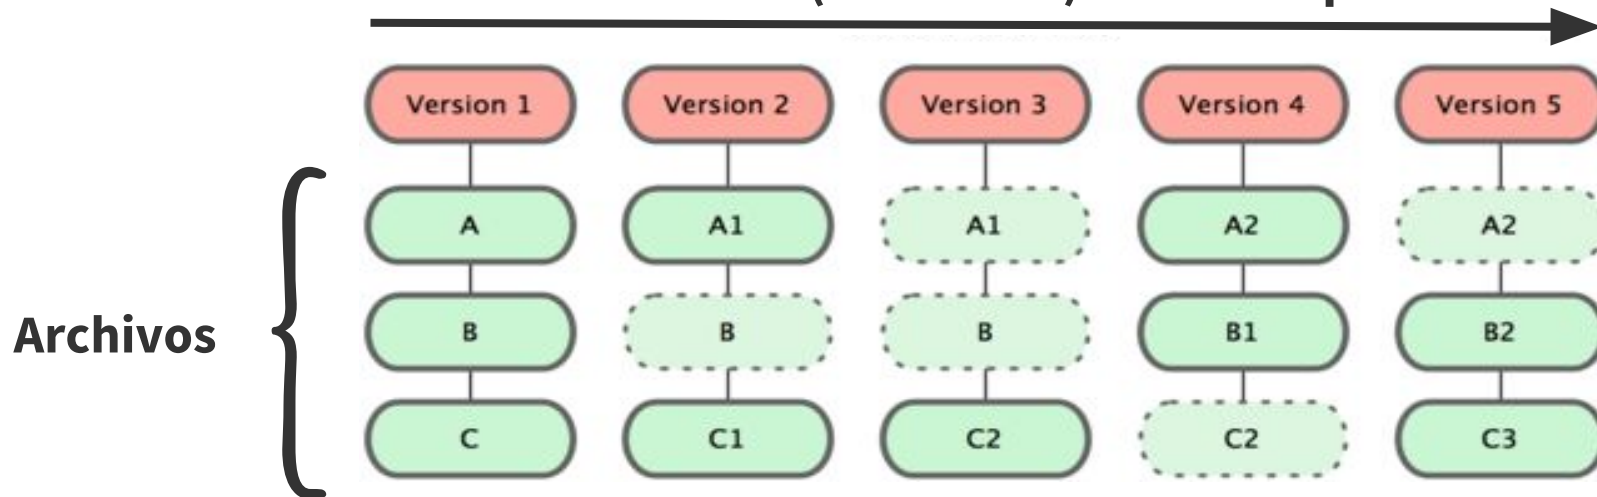 Version 1 Version 2 Version 3 Version 4 Version 5
A A1 A1 A2 A2
Archivos
B B B B1 B2
C C1 C2 C2 C3